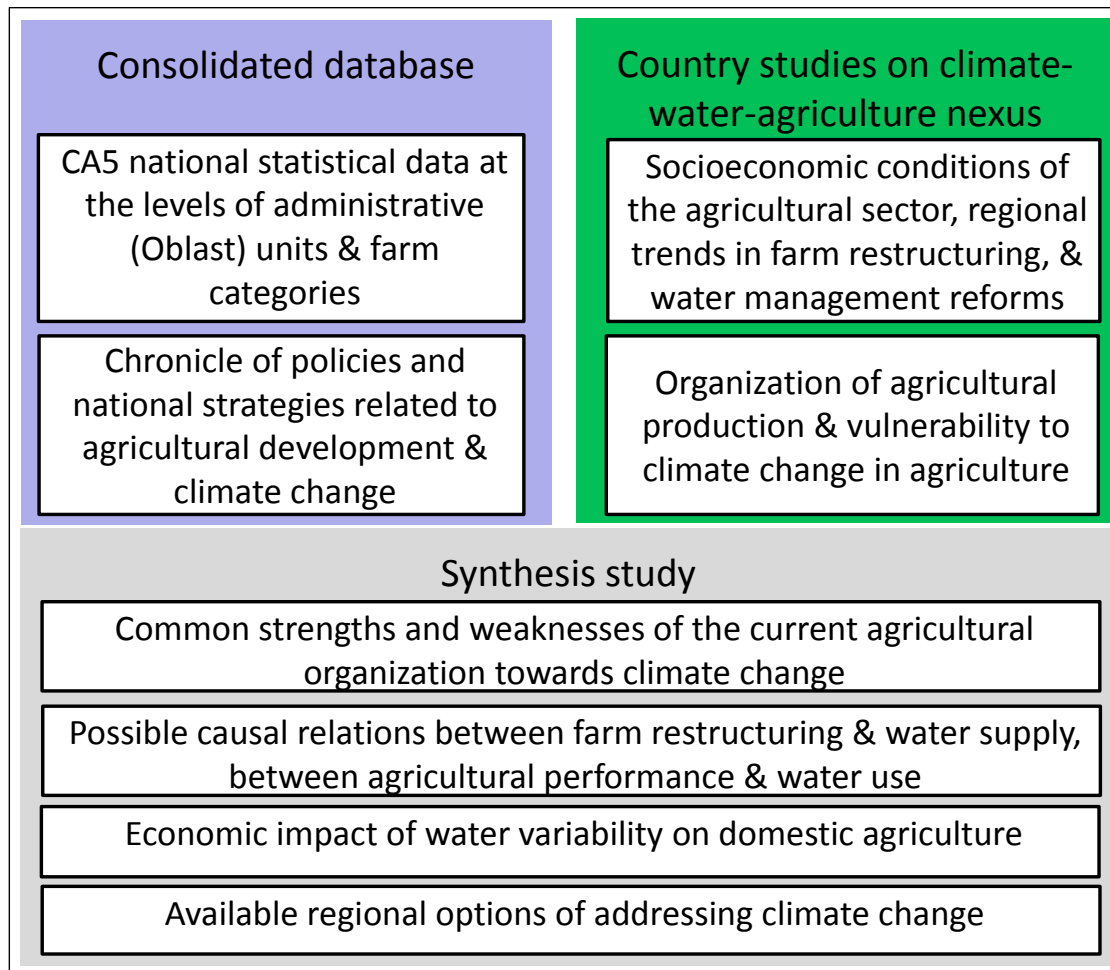 Consolidated database
CA5 national statistical data at
the levels of administrative
(Oblast) units & farm
categories
Chronicle of policies and
national strategies related to
agricultural development &
climate change
Country studies on climate-
water-agriculture nexus
Socioeconomic conditions of
the agricultural sector, regional
trends in farm restructuring, &
water management reforms
Organization of agricultural
production & vulnerability to
climate change in agriculture
Synthesis study
Common strengths and weaknesses of the current agricultural
organization towards climate change
Possible causal relations between farm restructuring & water supply,
between agricultural performance & water use
Economic impact of water variability on domestic agriculture
Available regional options of addressing climate change